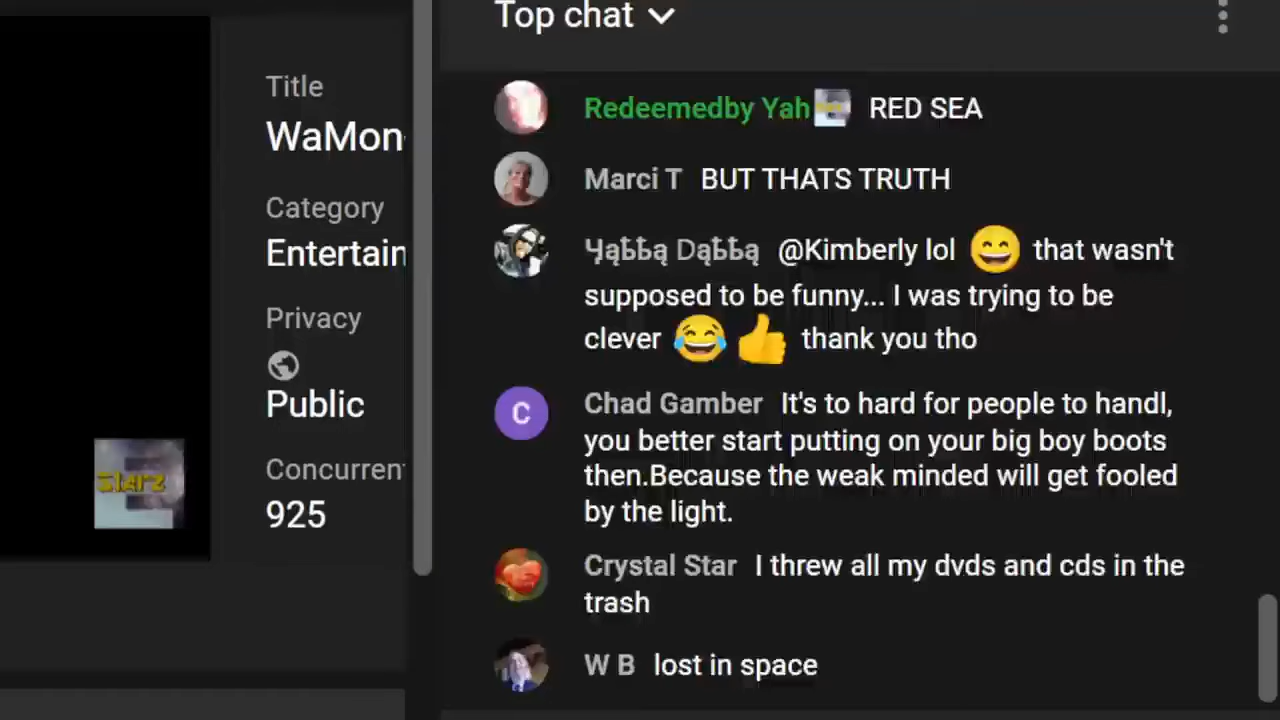 Top chat
Title
WaMon
Category
Entertain
Privacy
Public
Concurrent
925
Starz
Redeemedby Yah RED SEA
Marci T BUT THATS TRUTH
Ӌąҍҍą Dąҍҍą @Kimberly lol 😄 that wasn't
supposed to be funny... I was trying to be
clever 😂👍 thank you tho
Chad Gamber It's to hard for people to handl,
you better start putting on your big boy boots
then.Because the weak minded will get fooled
by the light.
C
Crystal Star I threw all my dvds and cds in the
trash
W B lost in space